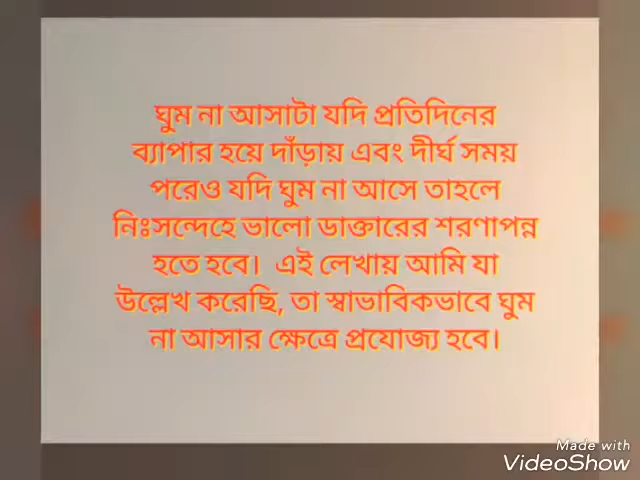 ঘুম না আসাটা যদি প্রতিদিনের
ব্যাপার হয়ে দাঁড়ায় এবং দীর্ঘ সময়
পরেও যদি ঘুম না আসে তাহলে
নিঃসন্দেহে ভালো ডাক্তারের শরণাপন্ন
হতে হবে। এই লেখায় আমি যা
উল্লেখ করেছি, তা স্বাভাবিকভাবে ঘুম
না আসার ক্ষেত্রে প্রযোজ্য হবে।
Made with
VideoShow